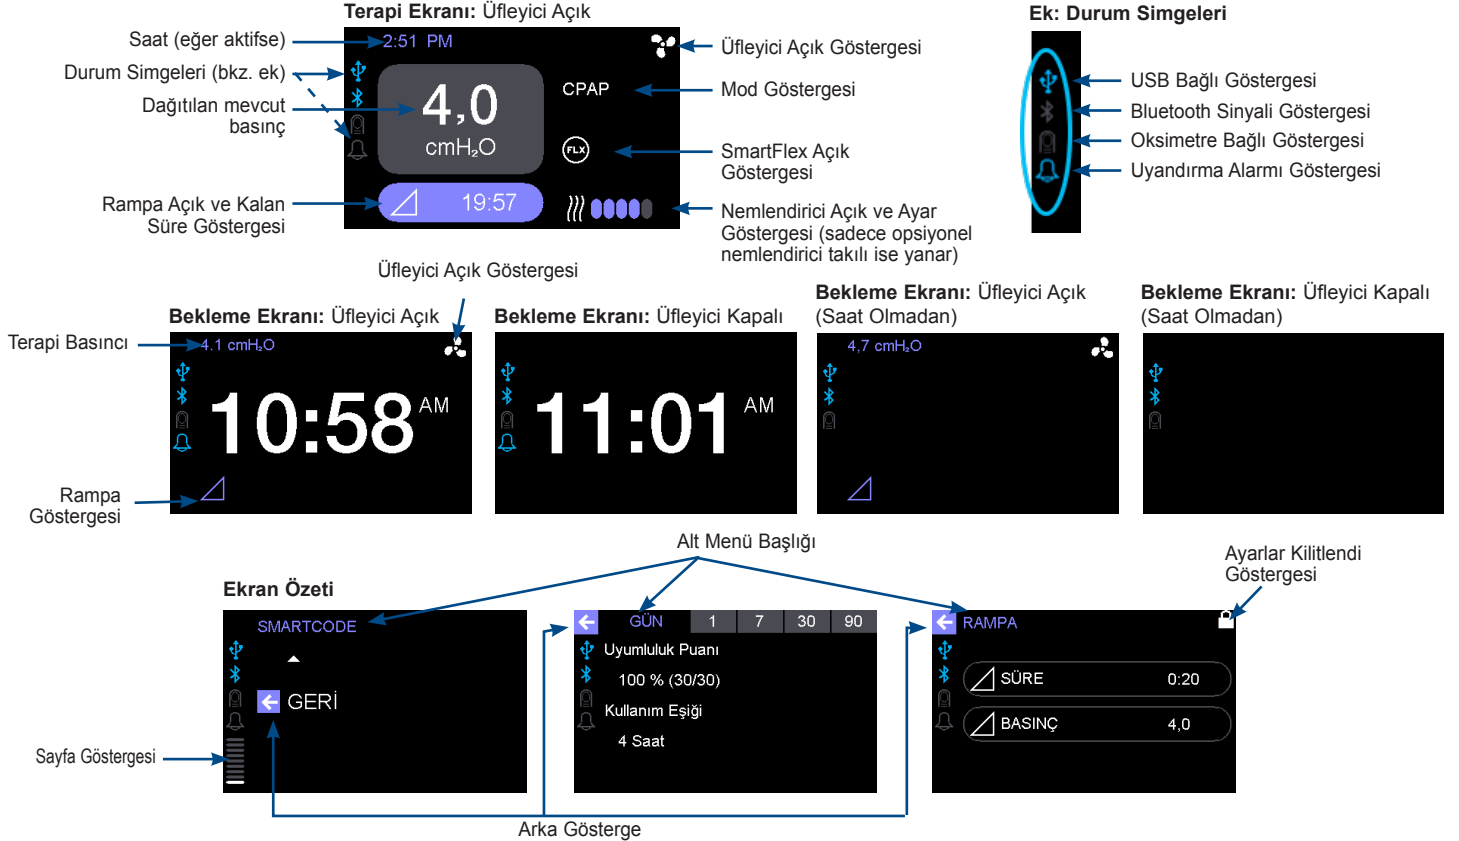 Terapi Ekranı: Üfleyici Açık
Ek: Durum Simgeleri
Saat (eğer aktifse)
Durum Simgeleri (bkz. ek)
Dağıtılan mevcut
basınç
Rampa Açık ve Kalan
Süre Göstergesi
2:51 PM
4,0
cmH₂O
19:57
CPAP
FLX
Üfleyici Açık Göstergesi
Mod Göstergesi
SmartFlex Açık
Göstergesi
Nemlendirici Açık ve Ayar
Göstergesi (sadece opsiyonel
nemlendirici takılı ise yanar)
USB Bağlı Göstergesi
Bluetooth Sinyali Göstergesi
Oksimetre Bağlı Göstergesi
Uyandırma Alarmı Göstergesi
Üfleyici Açık Göstergesi
Bekleme Ekranı: Üfleyici Açık
Terapi Basıncı
4.1 cmH₂O
10:58 AM
Rampa
Göstergesi
Bekleme Ekranı: Üfleyici Kapalı
11:01 AM
Bekleme Ekranı: Üfleyici Açık
(Saat Olmadan)
4,7 cmH₂O
Bekleme Ekranı: Üfleyici Kapalı
(Saat Olmadan)
Alt Menü Başlığı
Ayarlar Kilitlendi
Göstergesi
Ekran Özeti
SMARTCODE
GERİ
Sayfa Göstergesi
GÜN 1 7 30 90
Uyumluluk Puanı
100 % (30/30)
Kullanım Eşiği
4 Saat
RAMPA
SÜRE 0:20
BASINÇ 4,0
Arka Gösterge